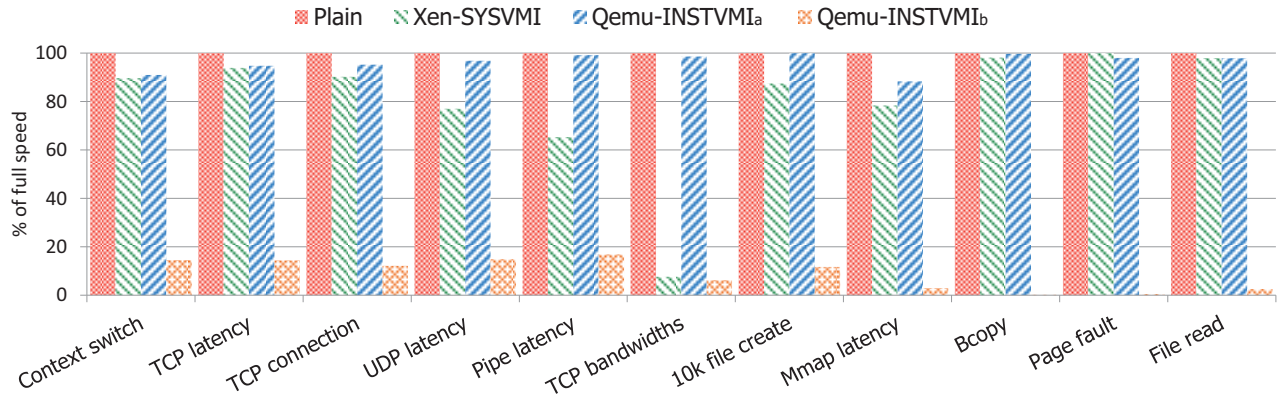 Plain Xen-SYSVMI Qemu-INSTVMIa Qemu-INSTVMIb
% of full speed
100
80
60
40
20
0
Context switch
TCP latency
TCP connection
UDP latency
Pipe latency
TCP bandwidths
10k file create
Mmap latency
Bcopy
Page fault
File read